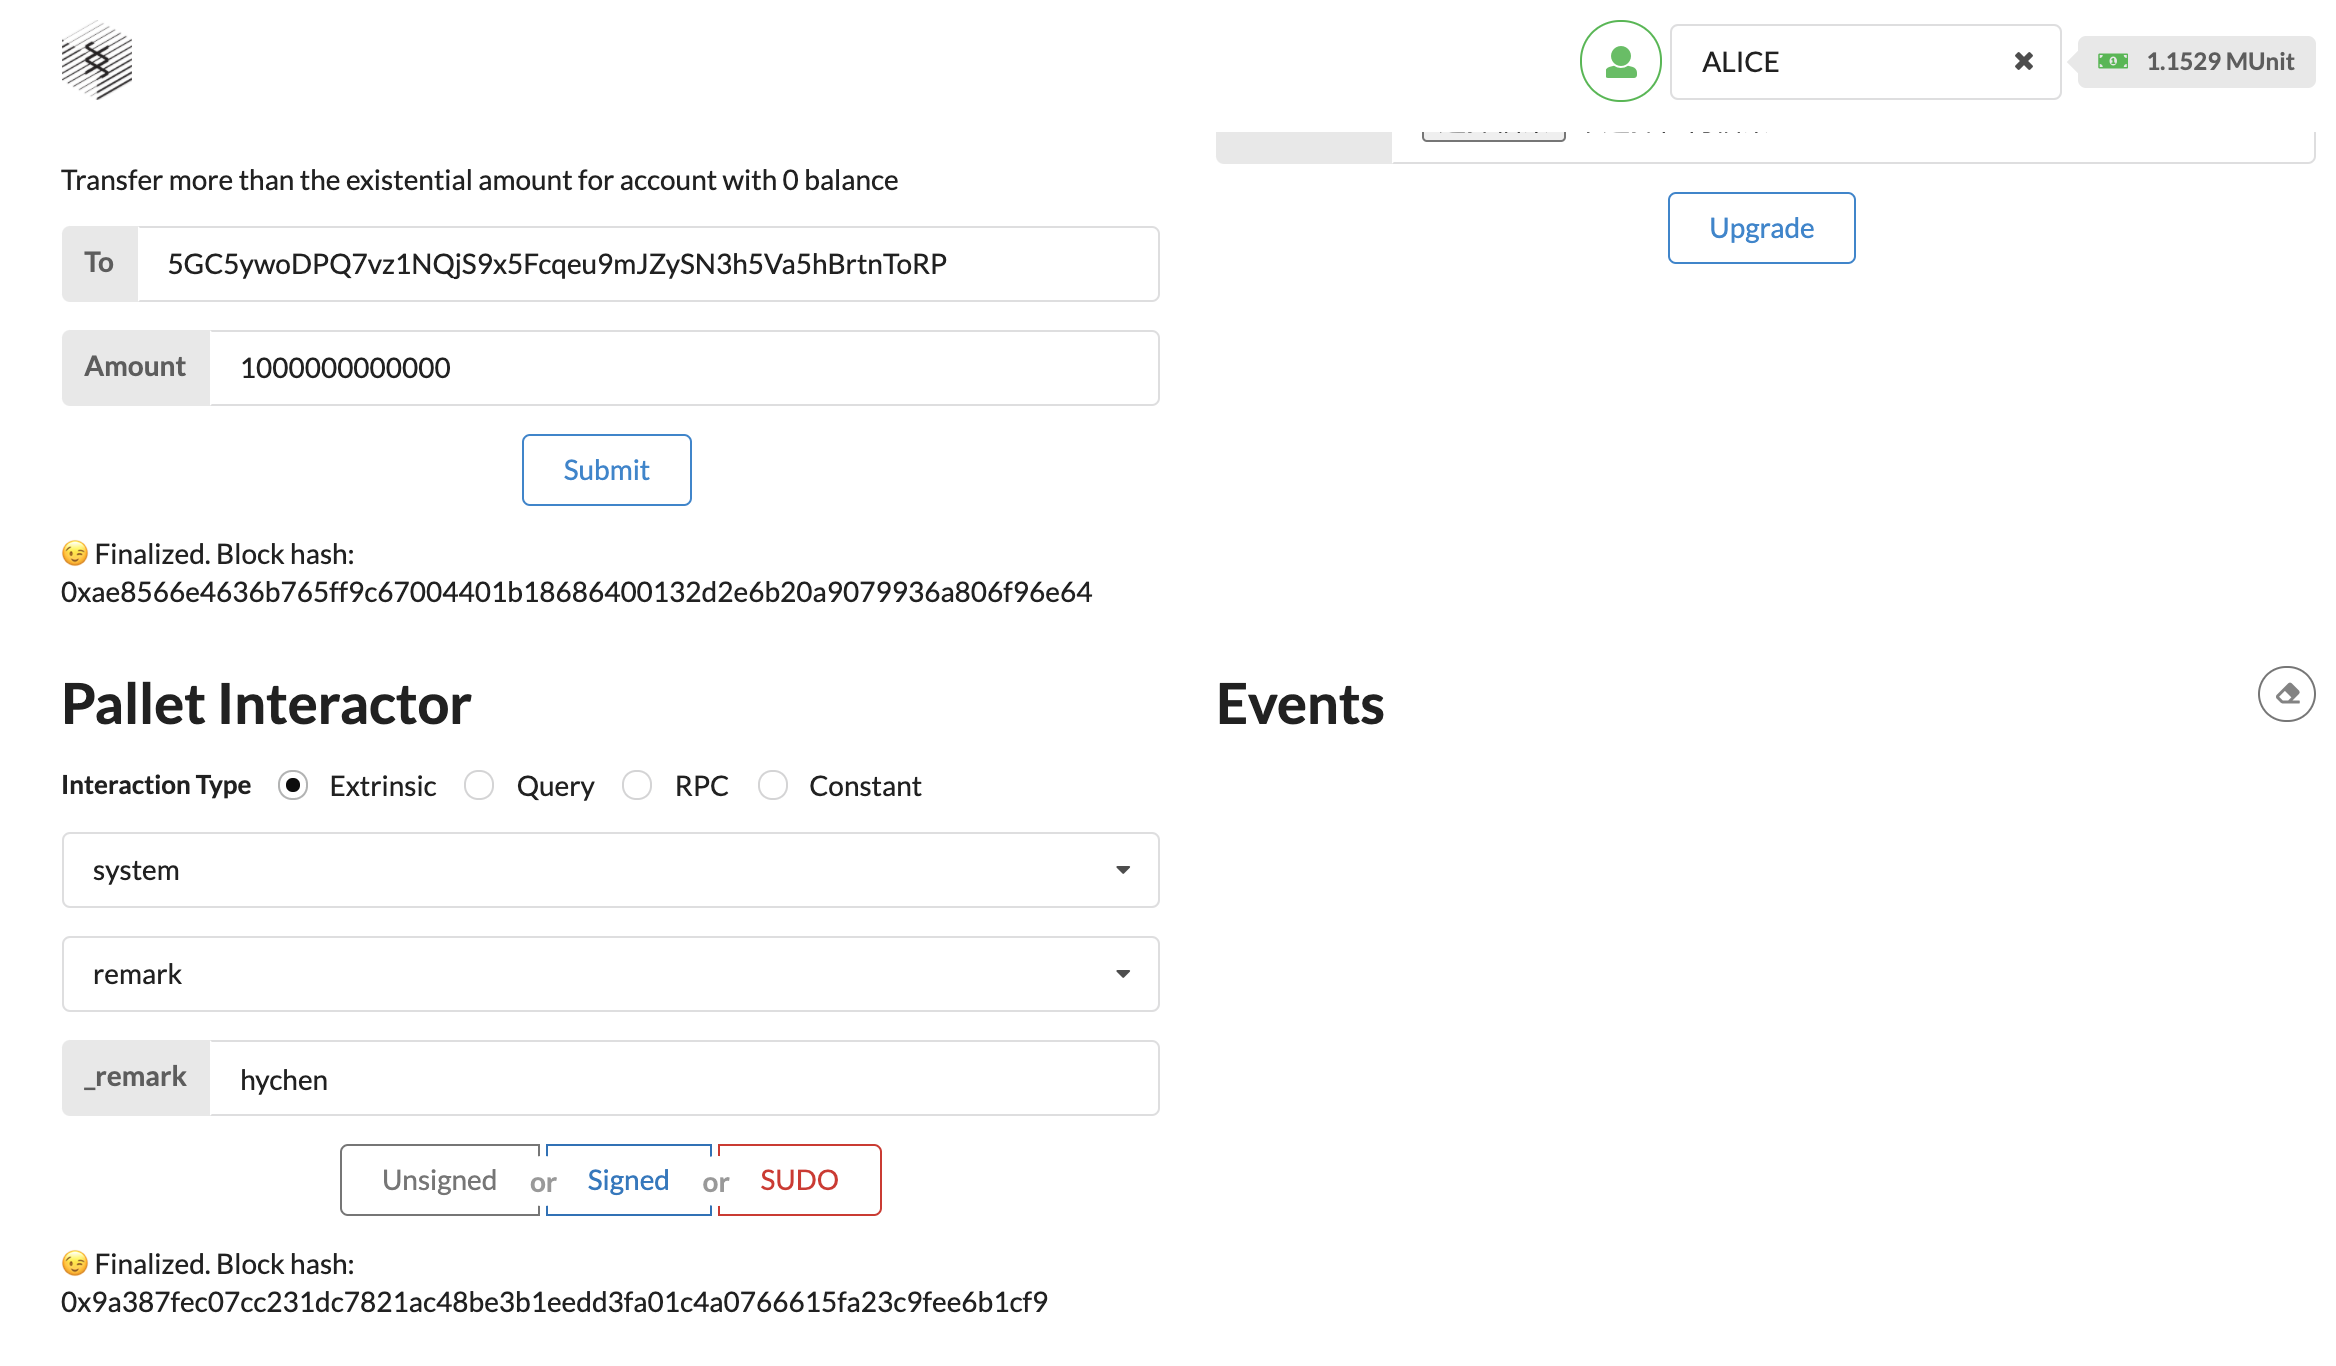 ALICE
1.1529 MUnit
Transfer more than the existential amount for account with 0 balance
To 5GC5ywoDPQ7vz1NQjS9x5Fcqeu9mJZySN3h5Va5hBrtnToRP
Amount 1000000000000
Submit
😉 Finalized. Block hash:
0xae8566e4636b765ff9c67004401b18686400132d2e6b20a9079936a806f96e64
Upgrade
Pallet Interactor
Interaction Type Extrinsic Query RPC Constant
system
remark
_remark hychen
Unsigned or Signed or SUDO
😉 Finalized. Block hash:
0x9a387fec07cc231dc7821ac48be3b1eedd3fa01c4a0766615fa23c9fee6b1cf9
Events